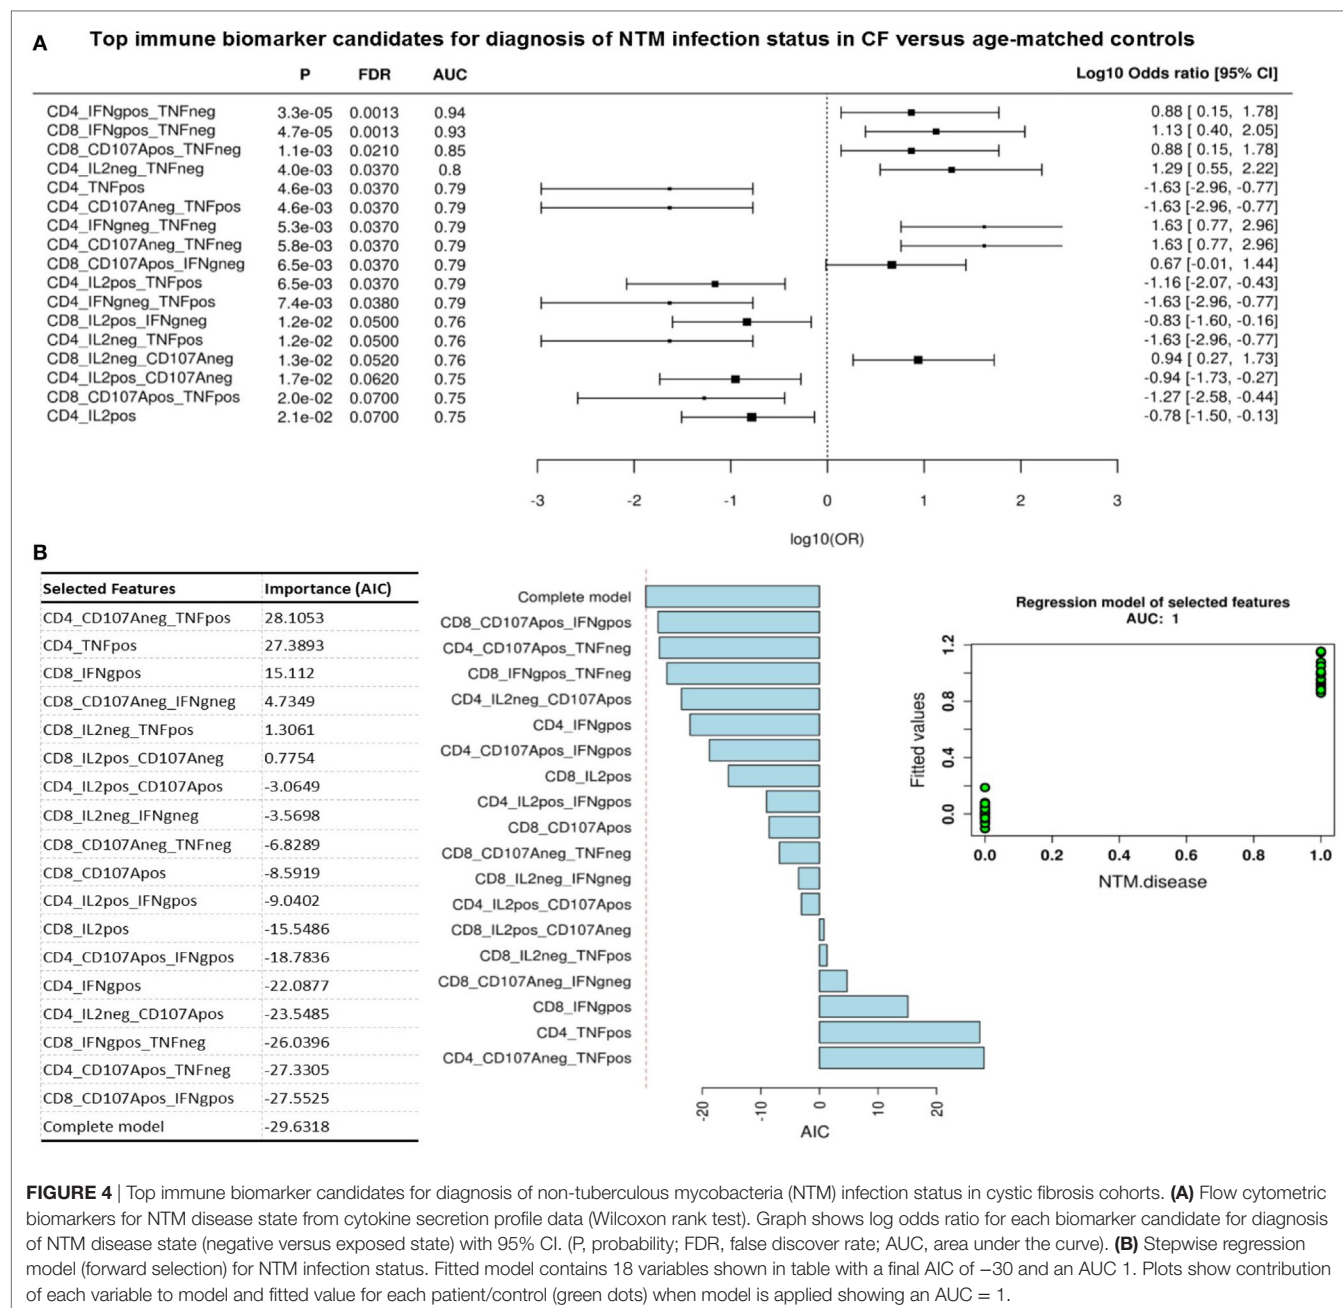 A Top immune biomarker candidates for diagnosis of NTM infection status in CF versus age-matched controls
P FDR AUC Log10 Odds ratio [95% CI]
CD4_IFNgpos_TNFneg 3.3e-05 0.0013 0.94 0.88 [ 0.15, 1.78]
CD8_IFNgpos_TNFneg 4.7e-05 0.0013 0.93 1.13 [ 0.40, 2.05]
CD8_CD107Apos_TNFneg 1.1e-03 0.0210 0.85 0.88 [ 0.15, 1.78]
CD4_IL2neg_TNFneg 4.0e-03 0.0370 0.8 1.29 [ 0.55, 2.22]
CD4_TNFpos 4.6e-03 0.0370 0.79 -1.63 [-2.96, -0.77]
CD4_CD107Aneg_TNFpos 4.6e-03 0.0370 0.79 -1.63 [-2.96, -0.77]
CD4_IFNgneg_TNFneg 5.3e-03 0.0370 0.79 1.63 [ 0.77, 2.96]
CD4_CD107Aneg_TNFneg 5.8e-03 0.0370 0.79 1.63 [ 0.77, 2.96]
CD8_CD107Apos_IFNgneg 6.5e-03 0.0370 0.79 0.67 [-0.01, 1.44]
CD4_IL2pos_TNFpos 6.5e-03 0.0370 0.79 -1.16 [-2.07, -0.43]
CD4_IFNgneg_TNFpos 7.4e-03 0.0380 0.79 -1.63 [-2.96, -0.77]
CD8_IL2pos_IFNgneg 1.2e-02 0.0500 0.76 -0.83 [-1.60, -0.16]
CD4_IL2neg_TNFpos 1.2e-02 0.0500 0.76 -1.63 [-2.96, -0.77]
CD8_IL2neg_CD107Aneg 1.3e-02 0.0520 0.76 0.94 [ 0.27, 1.73]
CD4_IL2pos_CD107Aneg 1.7e-02 0.0620 0.75 -0.94 [-1.73, -0.27]
CD8_CD107Apos_TNFpos 2.0e-02 0.0700 0.75 -1.27 [-2.58, -0.44]
CD4_IL2pos 2.1e-02 0.0700 0.75 -0.78 [-1.50, -0.13]
-3 -2 -1 0 1 2 3
log10(OR)
B
Selected Features Importance (AIC)
CD4_CD107Aneg_TNFpos 28.1053
CD4_TNFpos 27.3893
CD8_IFNgpos 15.112
CD8_CD107Aneg_IFNgneg 4.7349
CD8_IL2neg_TNFpos 1.3061
CD8_IL2pos_CD107Aneg 0.7754
CD4_IL2pos_CD107Apos -3.0649
CD8_IL2neg_IFNgneg -3.5698
CD8_CD107Aneg_TNFneg -6.8289
CD8_CD107Apos -8.5919
CD4_IL2pos_IFNgpos -9.0402
CD8_IL2pos -15.5486
CD4_CD107Apos_IFNgpos -18.7836
CD4_IFNgpos -22.0877
CD4_IL2neg_CD107Apos -23.5485
CD8_IFNgpos_TNFneg -26.0396
CD4_CD107Apos_TNFneg -27.3305
CD8_CD107Apos_IFNgpos -27.5525
Complete model -29.6318
Complete model
CD8_CD107Apos_IFNgpos
CD4_CD107Apos_TNFneg
CD8_IFNgpos_TNFneg
CD4_IL2neg_CD107Apos
CD4_IFNgpos
CD4_CD107Apos_IFNgpos
CD8_IL2pos
CD4_IL2pos_IFNgpos
CD8_CD107Apos
CD8_CD107Aneg_TNFneg
CD8_IL2neg_IFNgneg
CD4_IL2pos_CD107Apos
CD8_IL2pos_CD107Aneg
CD8_IL2neg_TNFpos
CD8_CD107Aneg_IFNgneg
CD8_IFNgpos
CD4_TNFpos
CD4_CD107Aneg_TNFpos
-20 -10 0 10 20
AIC
Regression model of selected features
AUC: 1
Fitted values
1.2
0.8
0.4
0.0
0.0 0.2 0.4 0.6 0.8 1.0
NTM.disease
FIGURE 4 | Top immune biomarker candidates for diagnosis of non-tuberculous mycobacteria (NTM) infection status in cystic fibrosis cohorts. (A) Flow cytometric
biomarkers for NTM disease state from cytokine secretion profile data (Wilcoxon rank test). Graph shows log odds ratio for each biomarker candidate for diagnosis
of NTM disease state (negative versus exposed state) with 95% CI. (P, probability; FDR, false discover rate; AUC, area under the curve). (B) Stepwise regression
model (forward selection) for NTM infection status. Fitted model contains 18 variables shown in table with a final AIC of −30 and an AUC 1. Plots show contribution
of each variable to model and fitted value for each patient/control (green dots) when model is applied showing an AUC = 1.